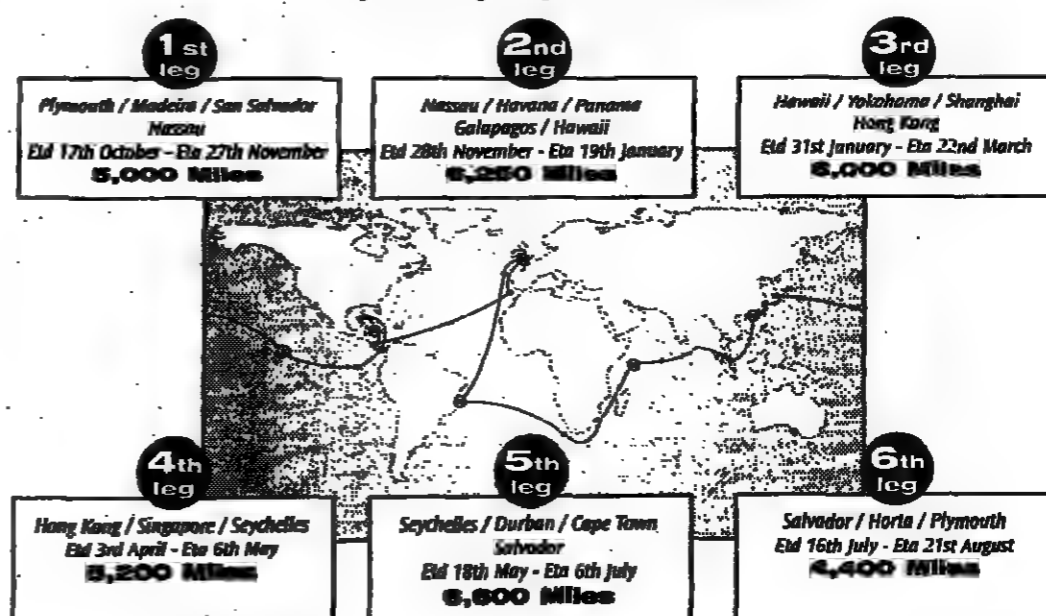 1st
leg
Plymouth / Madeira / San Salvador
Nassau
Etd 17th October - Eta 27th November
5,000 Miles
2nd
leg
Nassau / Havana / Panama
Galapagos / Hawaii
Etd 28th November - Eta 19th January
6,250 Miles
3rd
leg
Hawaii / Yokohama / Shanghai
Hong Kong
Etd 31st January - Eta 22nd March
Miles
4th
leg
Hong Kong / Singapore / Seychelles
Etd 3rd April - Eta 6th May
5,200 Miles
5th
leg
Seychelles / Durban / Cape Town
Salvador
Etd 18th May - Eta 6th July
Miles
6th
leg
Salvador / Horta / Plymouth
Etd 16th July - Eta 21st August
4,400 Miles